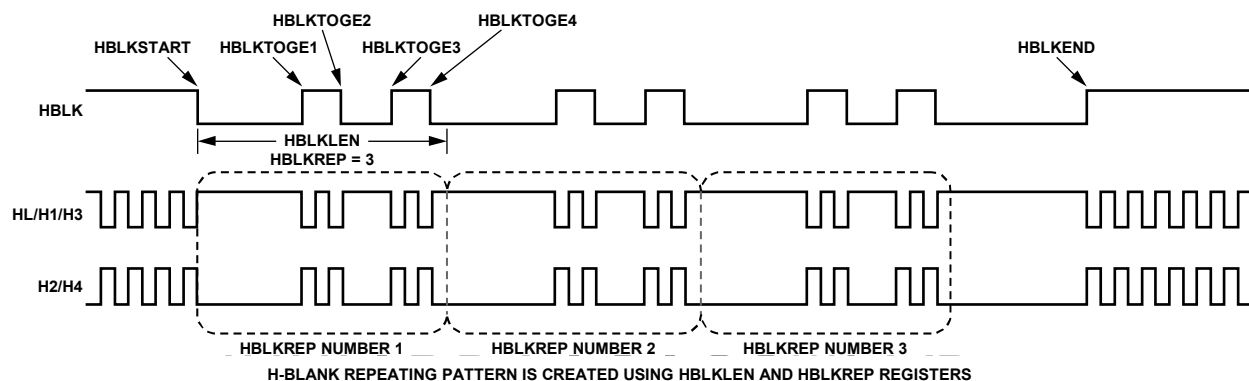 HBLKTOGE2
HBLKTOGE4
HBLKSTART
HBLKTOGE1
HBLKTOGE3
HBLKEND
HBLK
HBLKLEN
HBLKREP = 3
HL/H1/H3
H2/H4
HBLKREP NUMBER 1
HBLKREP NUMBER 2
HBLKREP NUMBER 3
H-BLANK REPEATING PATTERN IS CREATED USING HBLKLEN AND HBLKREP REGISTERS